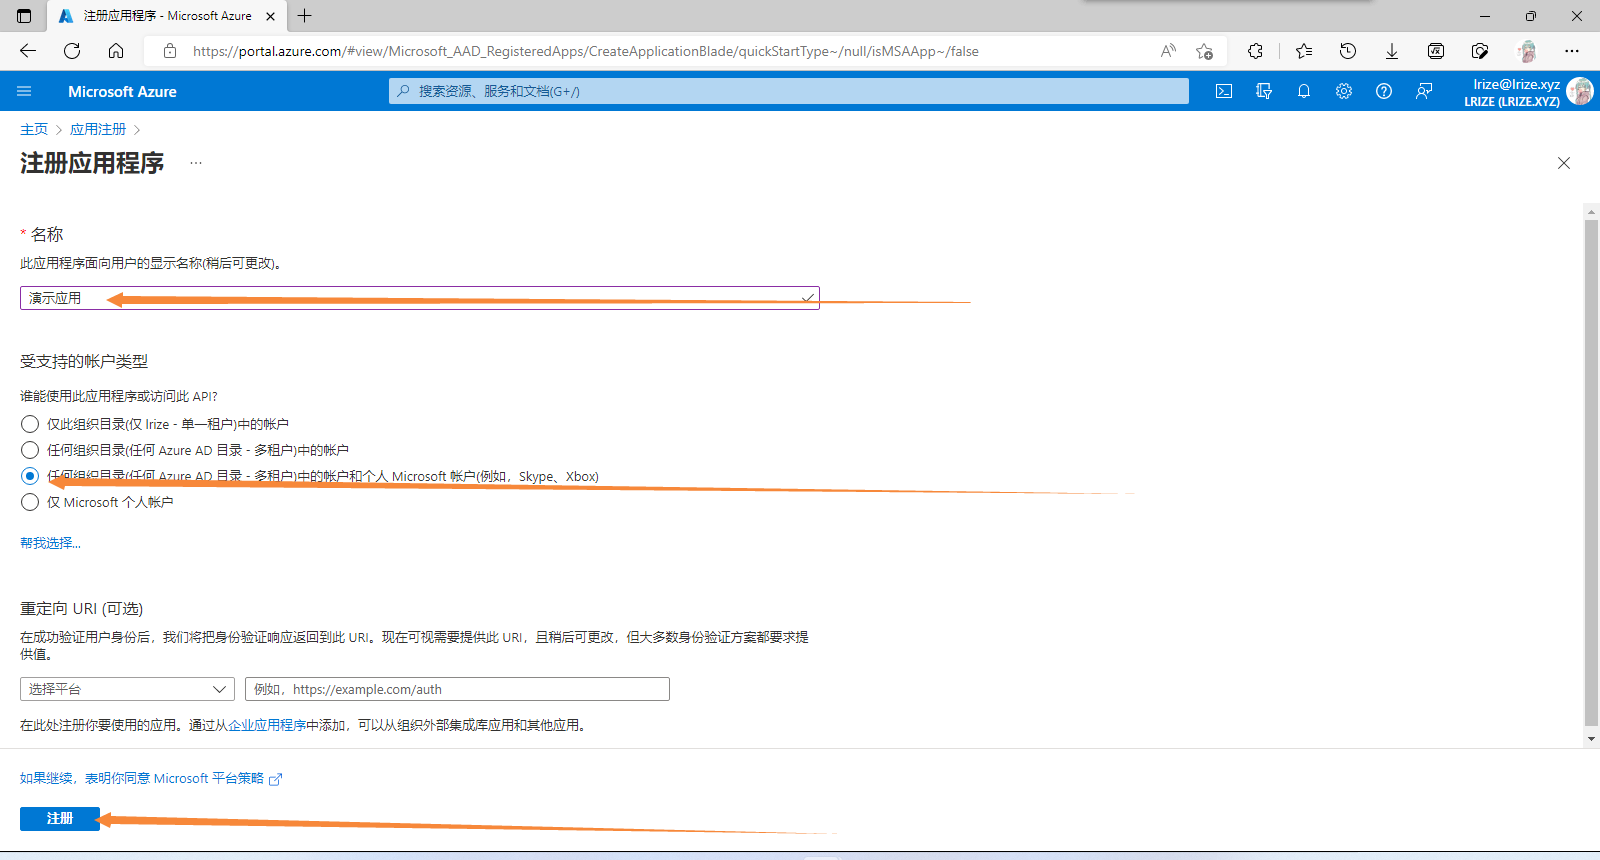 注册应用程序 - Microsoft Azure
https://portal.azure.com/#view/Microsoft_AAD_RegisteredApps/CreateApplicationBlade/quickStartType~/null/isMSAApp~/false
Microsoft Azure
搜索资源、服务和文档(G+/)
lrize@lrize.xyz
LRIZE (LRIZE.XYZ)
主页 > 应用注册 >
注册应用程序 ...
* 名称
此应用程序面向用户的显示名称(稍后可更改)。
演示应用
受支持的帐户类型
谁能使用此应用程序或访问此 API?
仅此组织目录(仅 lrize - 单一租户)中的帐户
任何组织目录(任何 Azure AD 目录 - 多租户)中的帐户
任何组织目录(任何 Azure AD 目录 - 多租户)中的帐户和个人 Microsoft 帐户(例如，Skype、Xbox)
仅 Microsoft 个人帐户
帮我选择...
重定向 URI (可选)
在成功验证用户身份后，我们将把身份验证响应返回到此 URI。现在可视需要提供此 URI，且稍后可更改，但大多数身份验证方案都要求提
供值。
选择平台
例如，https://example.com/auth
在此处注册你要使用的应用。通过从企业应用程序中添加，可以从组织外部集成库应用和其他应用。
如果继续，表明你同意 Microsoft 平台策略
注册